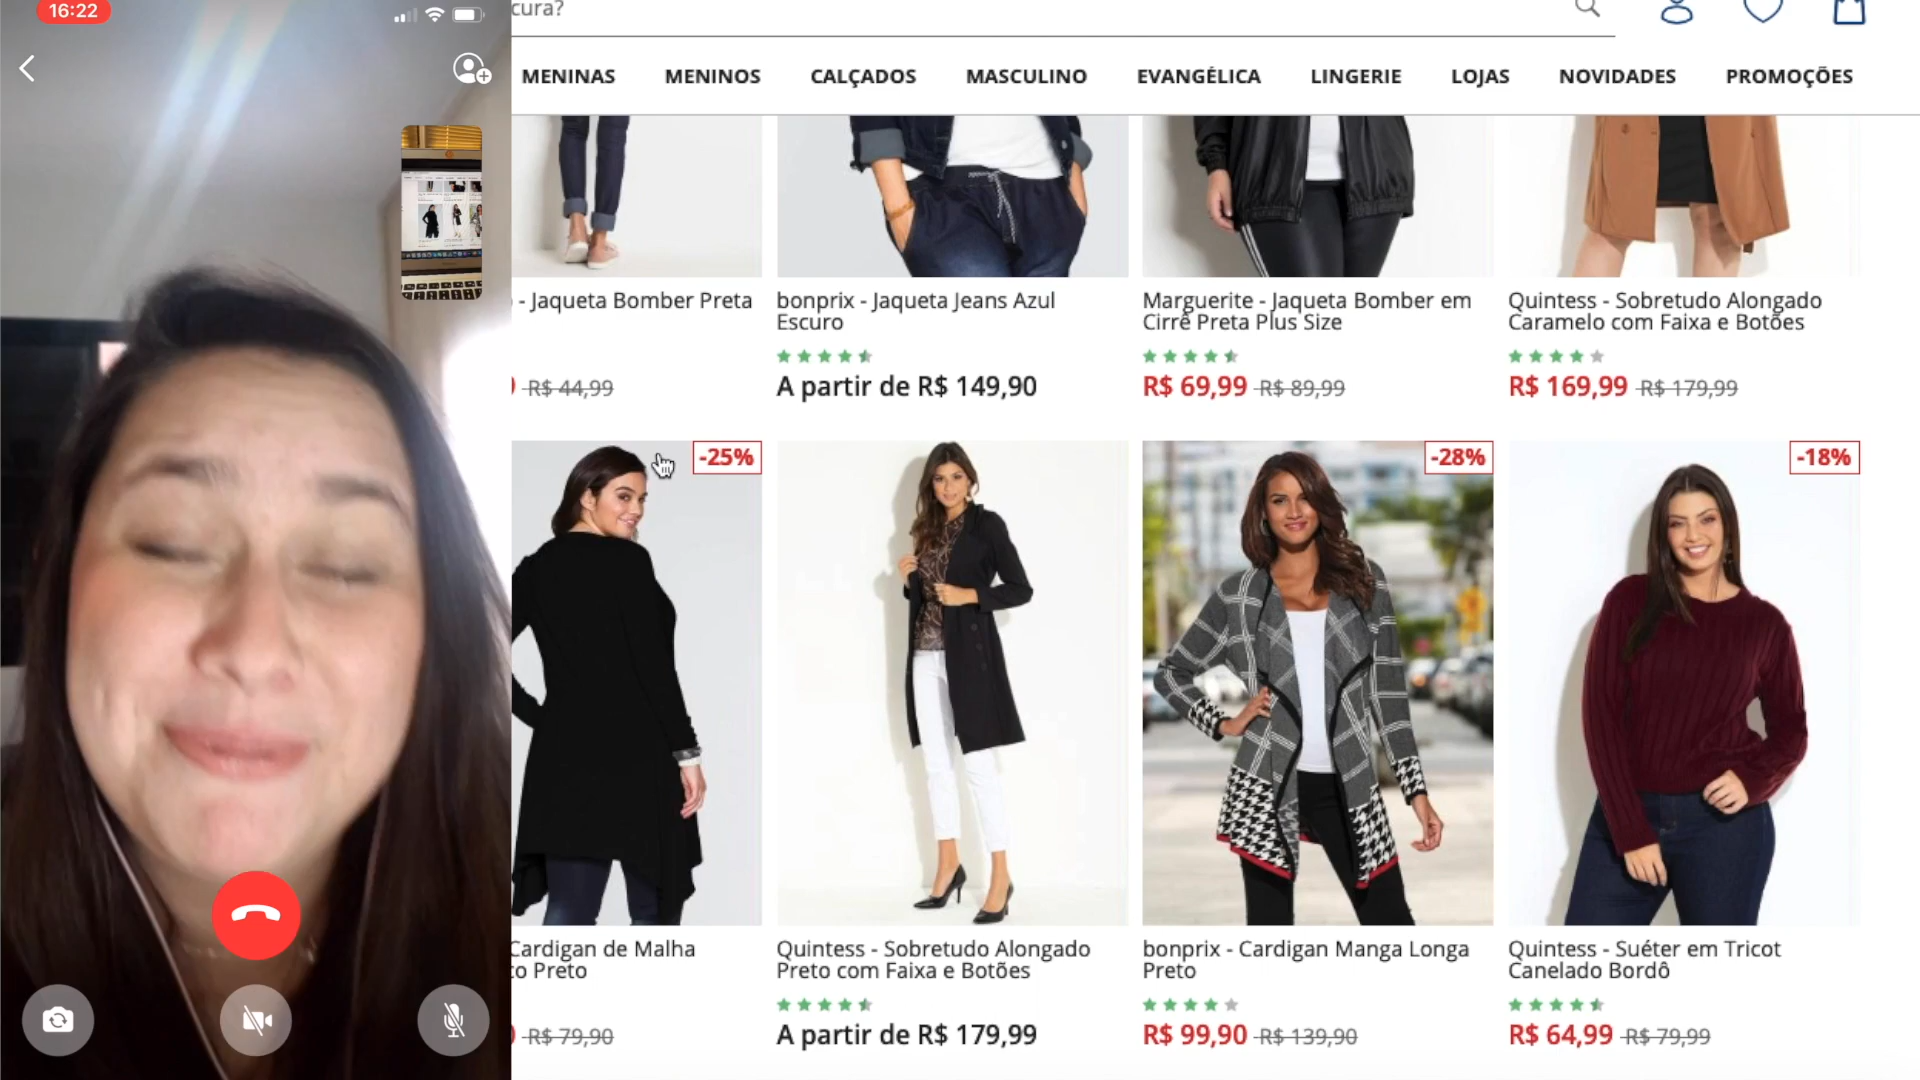 16:22
cura?
MENINAS MENINOS CALÇADOS MASCULINO EVANGÉLICA LINGERIE LOJAS NOVIDADES PROMOÇÕES
- Jaqueta Bomber Preta
R$ 44,99
bonprix - Jaqueta Jeans Azul
Escuro
A partir de R$ 149,90
Marguerite - Jaqueta Bomber em
Cirrê Preta Plus Size
R$ 69,99 R$ 89,99
Quintess - Sobretudo Alongado
Caramelo com Faixa e Botões
R$ 169,99 R$ 179,99
-25%
Cardigan de Malha
Preto
R$ 79,90
Quintess - Sobretudo Alongado
Preto com Faixa e Botões
A partir de R$ 179,99
-28%
bonprix - Cardigan Manga Longa
Preto
R$ 99,90 R$ 139,90
-18%
Quintess - Suéter em Tricot
Canelado Bordô
R$ 64,99 R$ 79,99